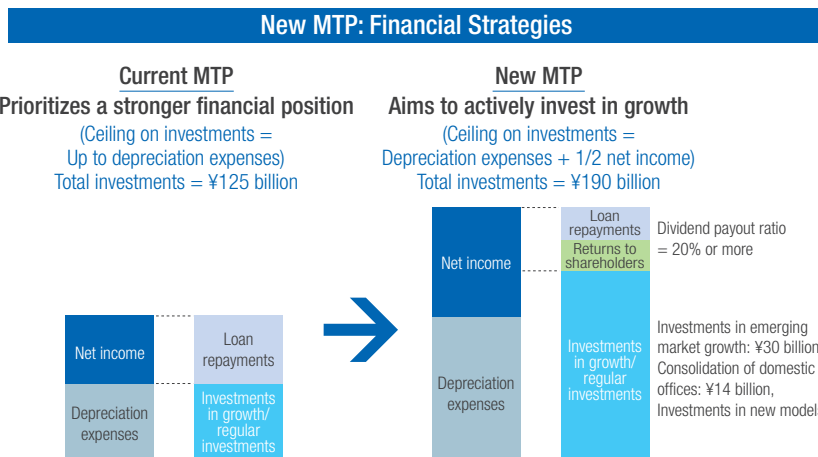 New MTP: Financial Strategies
Current MTP
Prioritizes a stronger financial position
(Ceiling on investments =
Up to depreciation expenses)
Total investments = ¥125 billion
New MTP
Aims to actively invest in growth
(Ceiling on investments =
Depreciation expenses + 1/2 net income)
Total investments = ¥190 billion
Net income
Depreciation
expenses
Loan
repayments
Investments
in growth/
regular
investments
Net income
Depreciation
expenses
Loan
repayments
Returns to
shareholders
Investments
in growth/
regular
investments
Dividend payout ratio
= 20% or more
Investments in emerging
market growth: ¥30 billion
Consolidation of domestic
offices: ¥14 billion,
Investments in new model